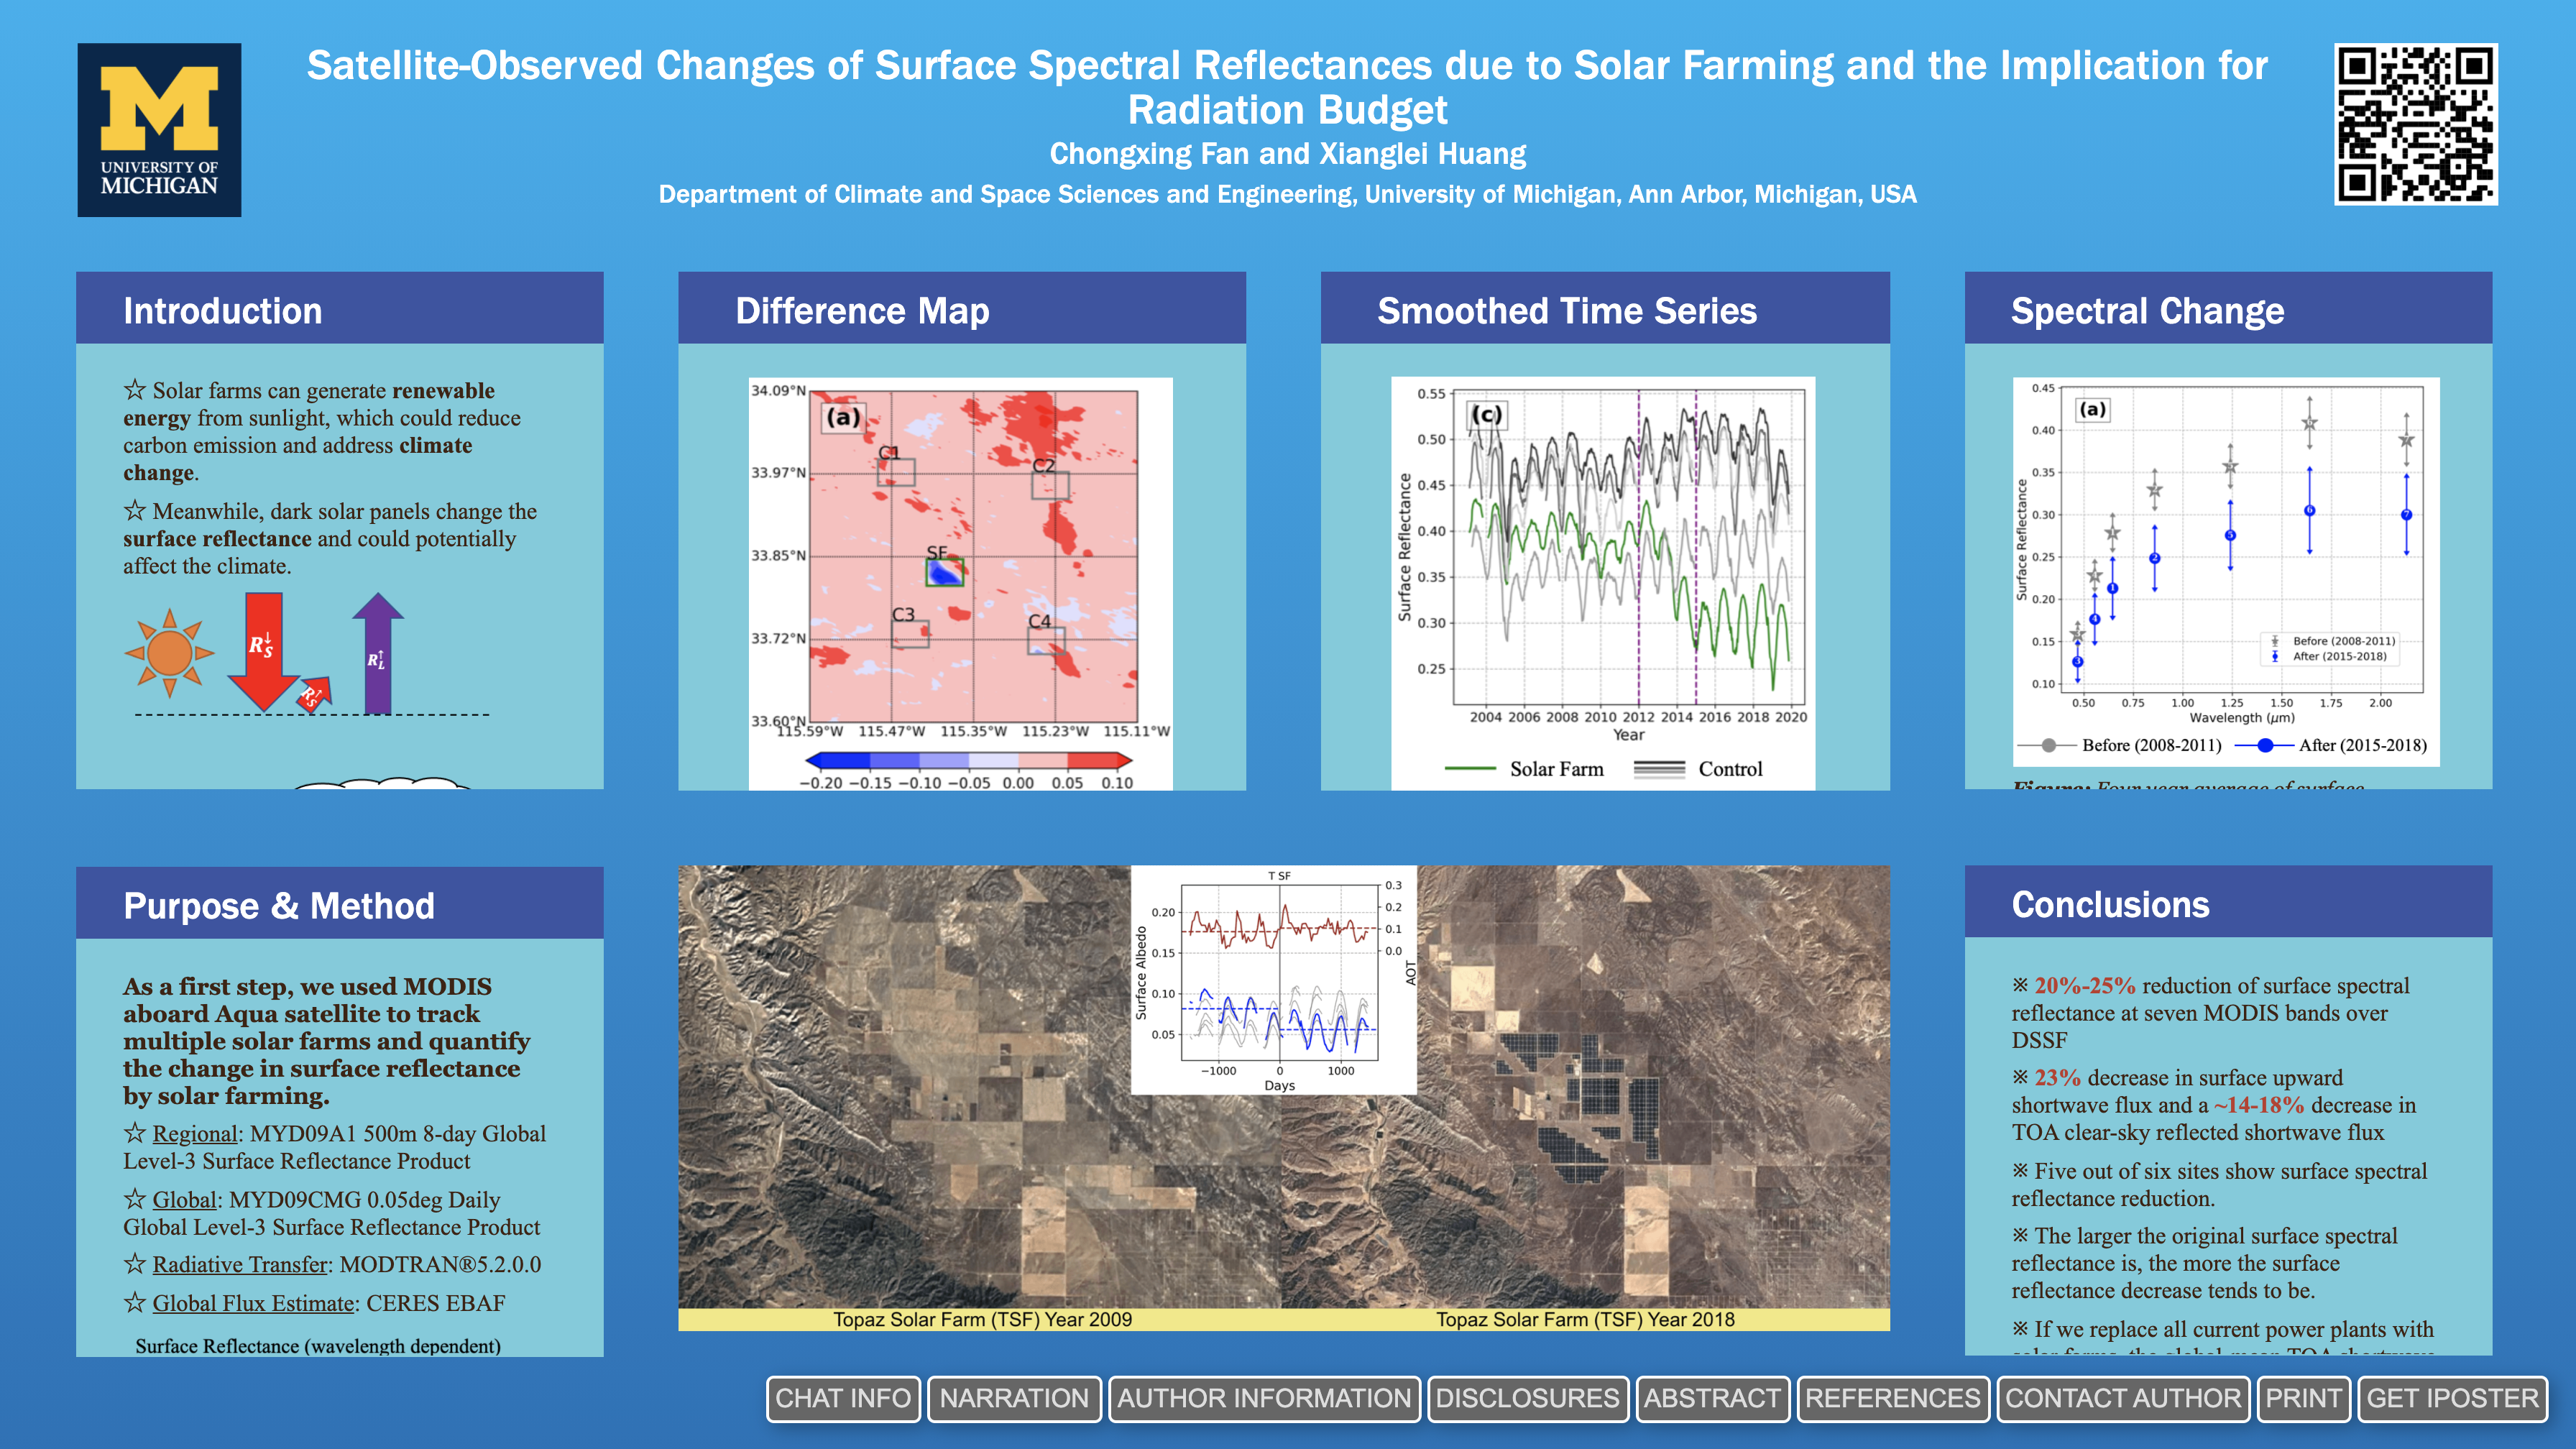 Satellite-Observed Changes of Surface Spectral Reflectances due to Solar Farming and the Implication for
Radiation Budget
Chongxing Fan and Xianglei Huang
Department of Climate and Space Sciences and Engineering, University of Michigan, Ann Arbor, Michigan, USA
M
UNIVERSITY OF
MICHIGAN
Introduction
☆ Solar farms can generate renewable
energy from sunlight, which could reduce
carbon emission and address climate
change.
☆ Meanwhile, dark solar panels change the
surface reflectance and could potentially
affect the climate.
R↓S
R↑S
R↑L
Difference Map
(a)
34.09°N
33.97°N
33.85°N
33.72°N
33.60°N
C1
C2
SF
C3
C4
115.59°W 115.47°W 115.35°W 115.23°W 115.11°W
−0.20 −0.15 −0.10 −0.05 0.00 0.05 0.10
Smoothed Time Series
(c)
Surface Reflectance
0.55
0.50
0.45
0.40
0.35
0.30
0.25
2004 2006 2008 2010 2012 2014 2016 2018 2020
Year
Solar Farm Control
Spectral Change
(a)
Surface Reflectance
0.45
0.40
0.35
0.30
0.25
0.20
0.15
0.10
Before (2008-2011)
After (2015-2018)
0.50 0.75 1.00 1.25 1.50 1.75 2.00
Wavelength (μm)
Before (2008-2011) After (2015-2018)
Figure: Four year average of surface
Purpose & Method
As a first step, we used MODIS
aboard Aqua satellite to track
multiple solar farms and quantify
the change in surface reflectance
by solar farming.
☆ Regional: MYD09A1 500m 8-day Global
Level-3 Surface Reflectance Product
☆ Global: MYD09CMG 0.05deg Daily
Global Level-3 Surface Reflectance Product
☆ Radiative Transfer: MODTRAN®5.2.0.0
☆ Global Flux Estimate: CERES EBAF
Surface Reflectance (wavelength dependent)
T SF
Surface Albedo
0.20
0.15
0.10
0.05
0.3
0.2
0.1
0.0
AOT
−1000 0 1000
Days
Topaz Solar Farm (TSF) Year 2009
Topaz Solar Farm (TSF) Year 2018
Conclusions
※ 20%-25% reduction of surface spectral
reflectance at seven MODIS bands over
DSSF
※ 23% decrease in surface upward
shortwave flux and a ~14-18% decrease in
TOA clear-sky reflected shortwave flux
※ Five out of six sites show surface spectral
reflectance reduction.
※ The larger the original surface spectral
reflectance is, the more the surface
reflectance decrease tends to be.
※ If we replace all current power plants with
solar farms, the global mean TOA shortwave
CHAT INFO
NARRATION
AUTHOR INFORMATION
DISCLOSURES
ABSTRACT
REFERENCES
CONTACT AUTHOR
PRINT
GET IPOSTER